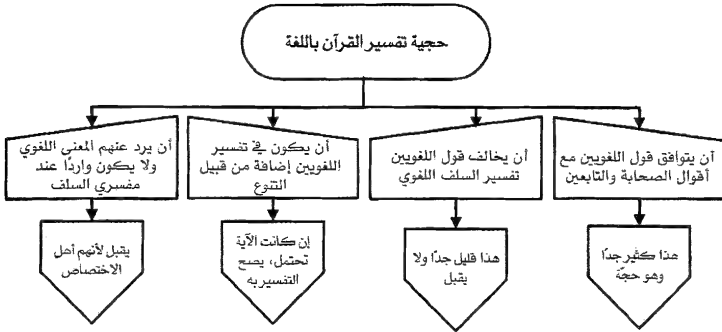 حجية تفسير القرآن باللغة
أن يتوافق قول اللغويين مع
أقوال الصحابة والتابعين
أن يخالف قول اللغويين
تفسير السلف اللغوي
أن يكون في تفسير
اللغويين إضافة من قبيل
التنوع
أن يرد عنهم المعنى اللغوي
ولا يكون واردًا عند
مفسري السلف
هذا كثير جدًا
وهو حجّة
هذا قليل جدًا ولا
يقبل
إن كانت الآية
تحتمل، يصح
التفسير به
يقبل لأنهم أهل
الاختصاص